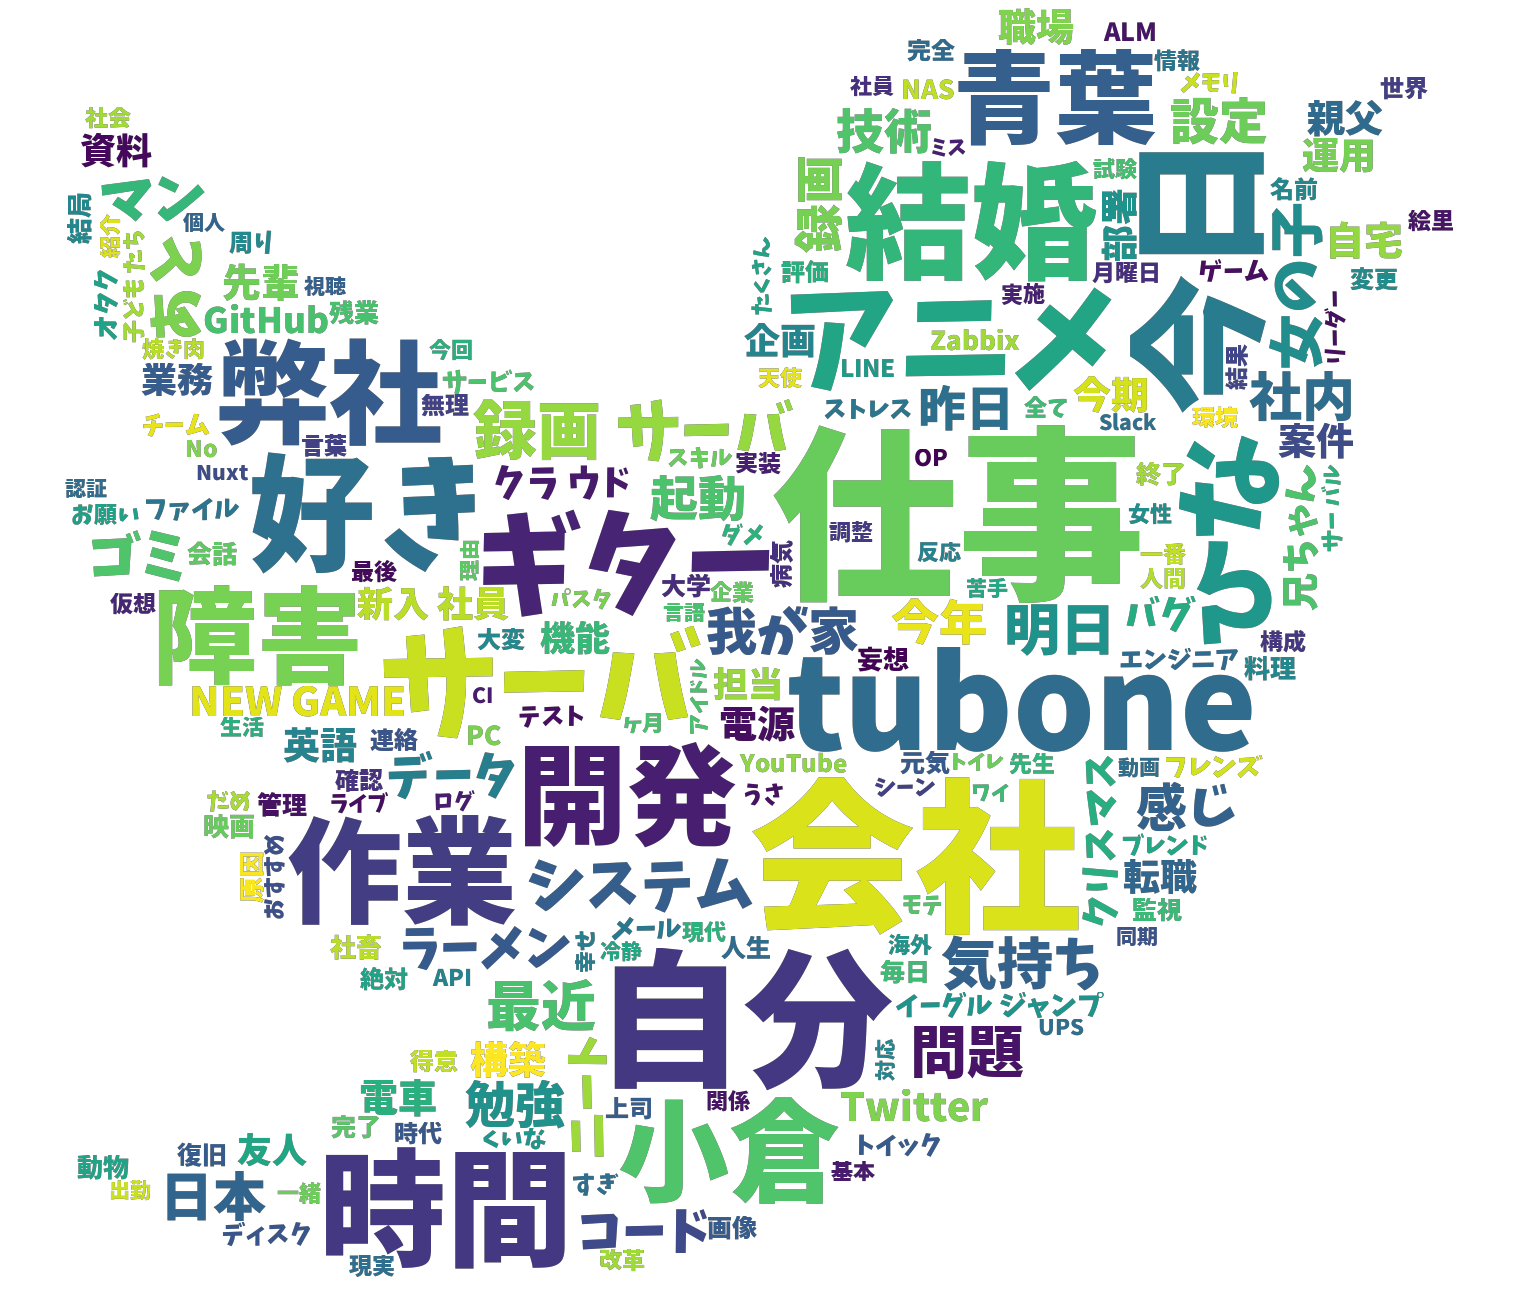 職場
ALM
完全
青葉
情報
社員
NAS
メモリ
世界
社会
資料
技術
ミス
設定
親父
運用
録画
結婚
試験
日
名前
マン
結局
紹介
個人
部署
女の子
自宅
絵里
周り
子どもたち
たくさん
評価
月曜日
ゲーム
変更
オタク
先輩
視聴
実施
GitHub
残業
アニメ
今
リーダー
焼き肉
今回
企画
Zabbix
結果
業務
弊社
サービス
LINE
天使
今期
社内
無理
録画 サーバ
ストレス
昨日
全て
Slack
環境
案件
チーム
No
言葉
スキル
実装
仕事
OP
Nuxt
好き
クラウド
終了
らな
兄ちゃん
サーバル
認証
お願い
ファイル
起動
女性
ゴミ
会話
理由
ギター
ダメ
調整
反応
一番
最後
病気
人間
仮想
障害
新入 社員
パスタ
大学
企業
苦手
言語
我が家
今年
明日
バグ
大変
機能
構成
サーバ
妄想
エンジニア
料理
NEW GAME
CI
アイドル
担当
tubone
生活
テスト
ヶ月
電源
英語
連絡
PC
開発
YouTube
元気
トイレ
先生
動画
フレンズ
確認
データ
だめ
管理
ライブ
ログ
うさ
シーン
ワイ
クリスマス
感じ
映画
作業
会社
ブレンド
原因
おすすめ
システム
転職
モテ
監視
社畜
ラーメン
幸せ
メール
現代
冷静
人生
海外
同期
絶対
API
自分
毎日
気持ち
最近
イーグル ジャンプ
UPS
得意
構築
対応
問題
電車
勉強
上司
関係
Twitter
完了
時代
くいな
小倉
トイック
復旧
友人
基本
動物
出勤
日本
一緒
時間
すぎ
ディスク
コード
画像
現実
改革